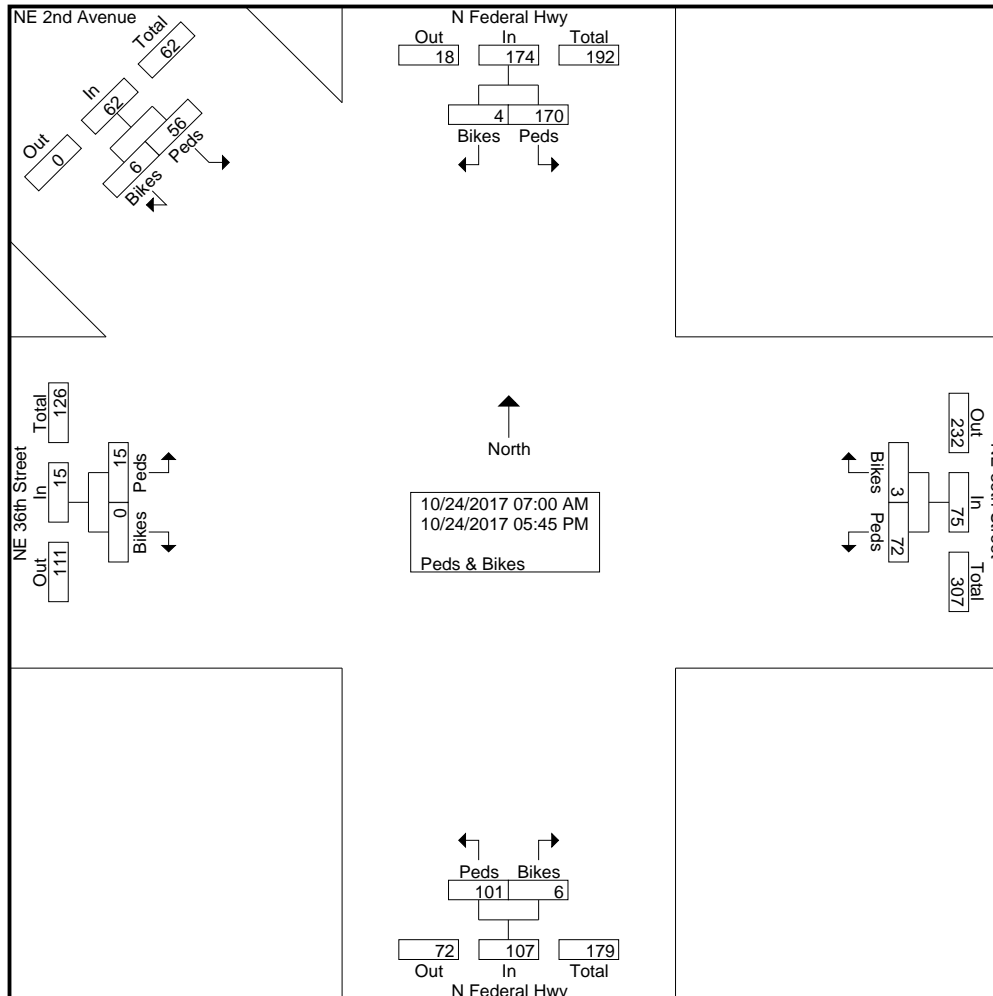 NE 2nd Avenue
Out
In
Total
0
62
62
6
56
Bikes
Peds
N Federal Hwy
Out
In
Total
18
174
192
4
170
Bikes
Peds
NE 36th Street
Out
In
Total
111
15
126
0
15
Bikes
Peds
North
10/24/2017 07:00 AM
10/24/2017 05:45 PM
Peds & Bikes
Out
In
Total
232
75
307
3
72
Bikes
Peds
Peds
Bikes
101
6
72
107
179
Out
In
Total
N Federal Hwy